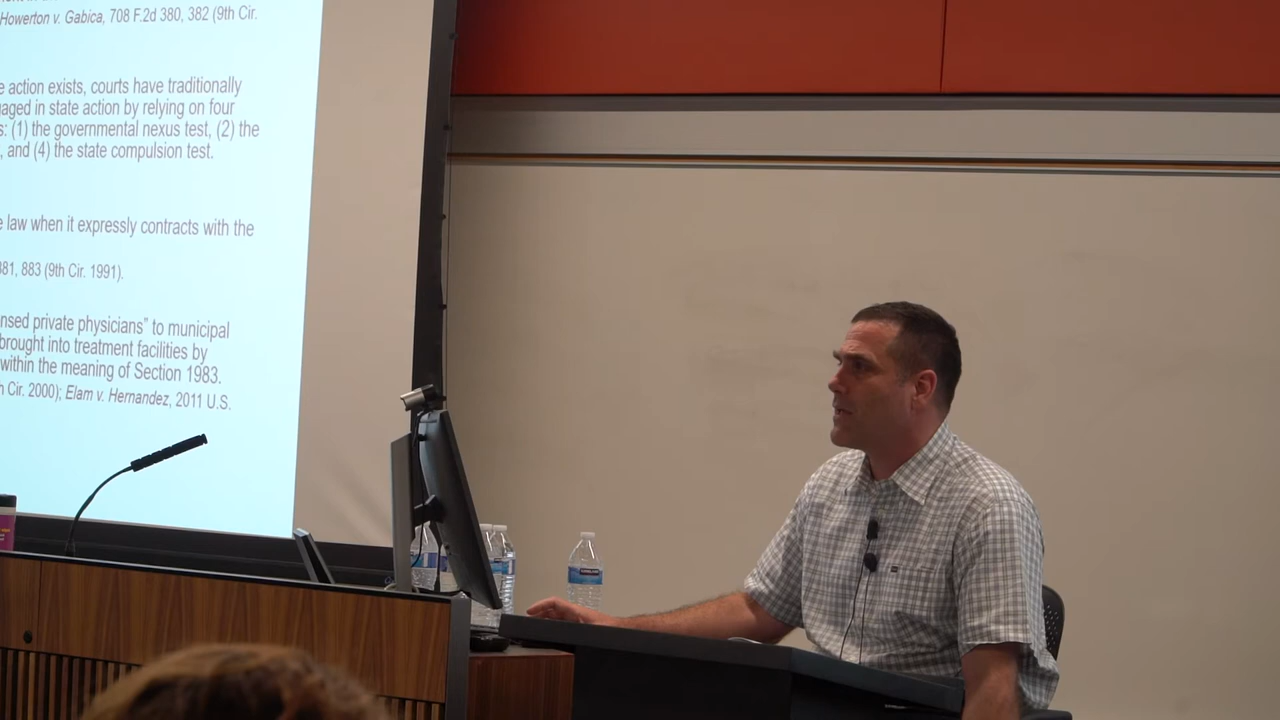 Howerton v. Gabica, 708 F.2d 380, 382 (9th Cir.
e action exists, courts have traditionally
aged in state action by relying on four
s: (1) the governmental nexus test, (2) the
, and (4) the state compulsion test.
e law when it expressly contracts with the
381, 883 (9th Cir. 1991).
nsed private physicians” to municipal
brought into treatment facilities by
within the meaning of Section 1983.
h Cir. 2000); Elam v. Hernandez, 2011 U.S.